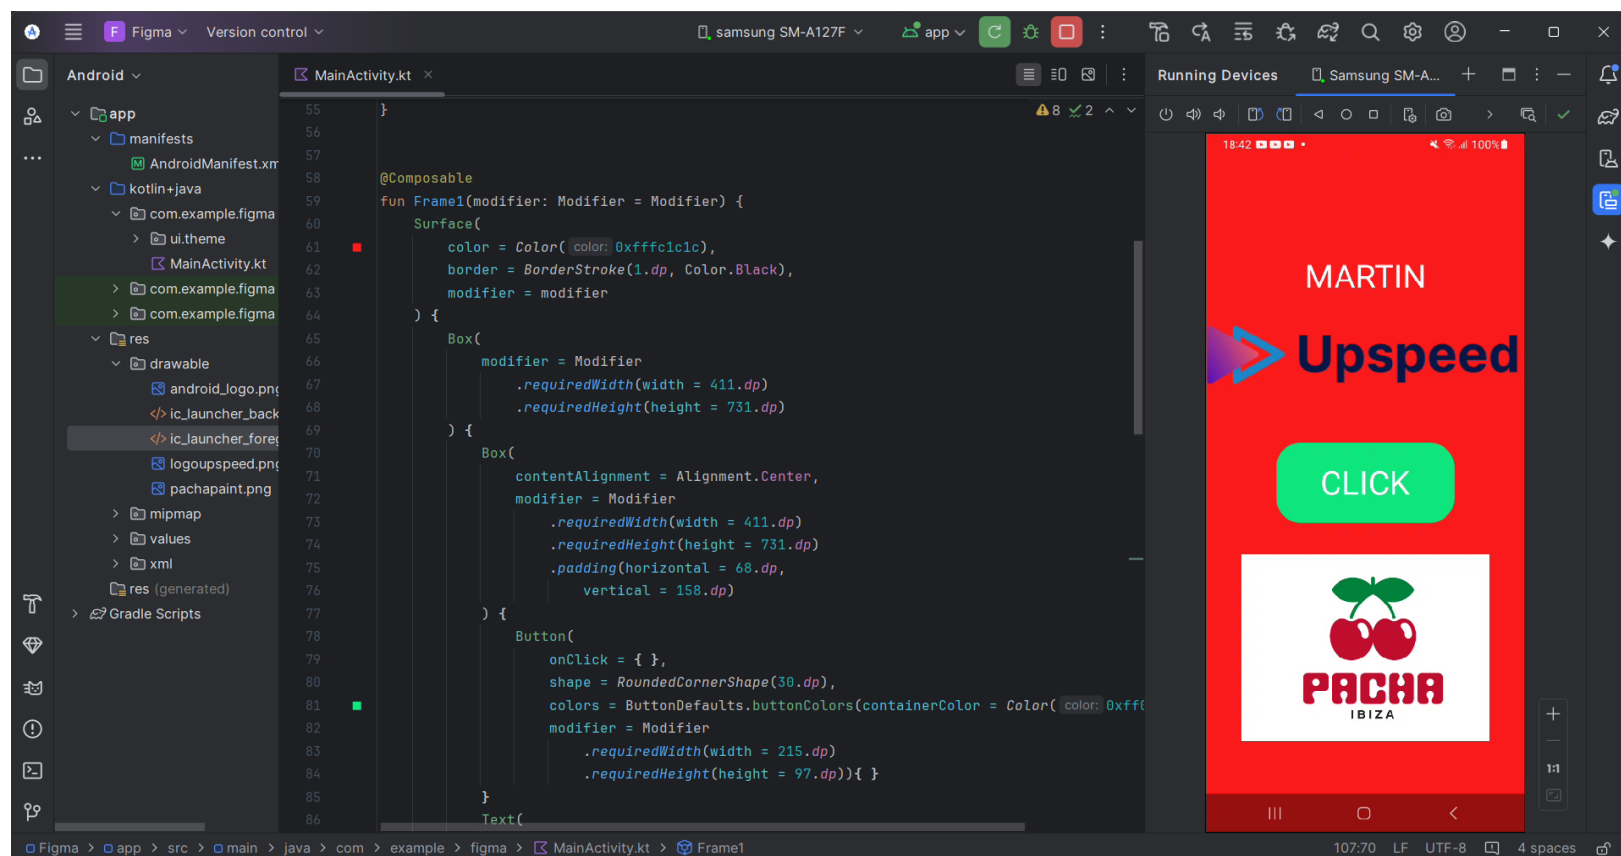 F Figma Version control samsung SM-A127F app
Android MainActivity.kt × Running Devices Samsung SM-A...
app
manifests
AndroidManifest.xm
kotlin+java
com.example.figma
ui.theme
MainActivity.kt
com.example.figma
com.example.figma
res
drawable
android_logo.png
ic_launcher_back
ic_launcher_foreg
logoupspeed.png
pachapaint.png
mipmap
values
xml
res (generated)
Gradle Scripts
8 2
55 }
56
57
58 @Composable
59 fun Frame1(modifier: Modifier = Modifier) {
60 Surface(
61 color = Color( color: 0xfffc1c1c),
62 border = BorderStroke(1.dp, Color.Black),
63 modifier = modifier
64 ) {
65 Box(
66 modifier = Modifier
67 .requiredWidth(width = 411.dp)
68 .requiredHeight(height = 731.dp)
69 ) {
70 Box(
71 contentAlignment = Alignment.Center,
72 modifier = Modifier
73 .requiredWidth(width = 411.dp)
74 .requiredHeight(height = 731.dp)
75 .padding(horizontal = 68.dp,
76 vertical = 158.dp)
77 ) {
78 Button(
79 onClick = { },
80 shape = RoundedCornerShape(30.dp),
81 colors = ButtonDefaults.buttonColors(containerColor = Color( color: 0xff0
82 modifier = Modifier
83 .requiredWidth(width = 215.dp)
84 .requiredHeight(height = 97.dp)){ }
85 }
86 Text(
18:42 100%
MARTIN
Upspeed
CLICK
PACHA
IBIZA
1:1
Figma > app > src > main > java > com > example > figma > MainActivity.kt > Frame1 107:70 LF UTF-8 4 spaces